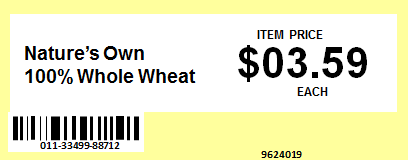 Nature's Own
100% Whole Wheat
ITEM PRICE
$03.59
EACH
011-33499-88712
9624019